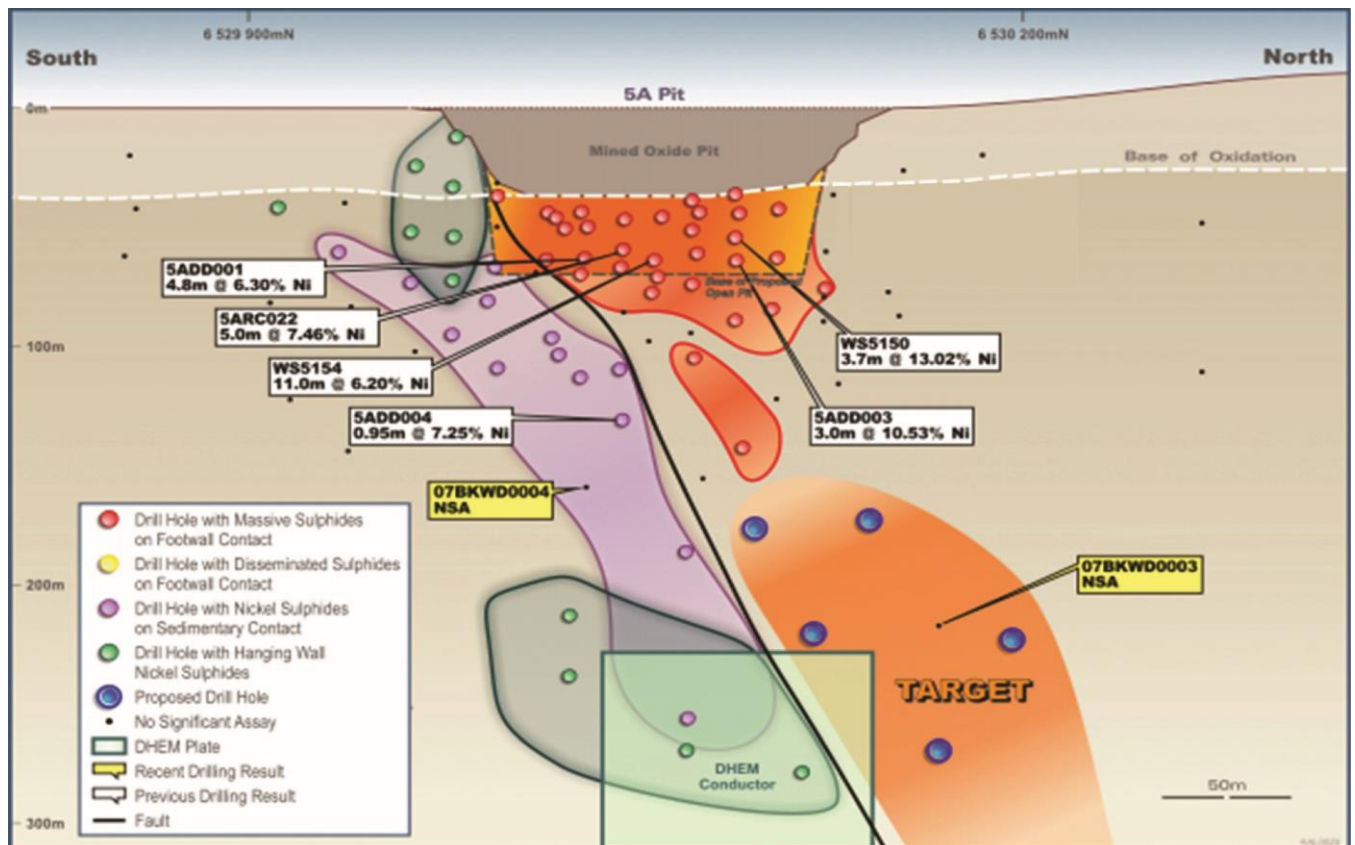 6 529 900mN
6 530 200mN
South
North
5A Pit
0m
Mined Oxide Pit
Base of Oxidation
5ADD001
4.8m @ 6.30% Ni
Base of Proposed
Open Pit
5ARC022
5.0m @ 7.46% Ni
100m
WS5150
3.7m @ 13.02% Ni
WS5154
11.0m @ 6.20% Ni
5ADD004
0.95m @ 7.25% Ni
5ADD003
3.0m @ 10.53% Ni
07BKWD0004
NSA
07BKWD0003
NSA
200m
Drill Hole with Massive Sulphides
on Footwall Contact
Drill Hole with Disseminated Sulphides
on Footwall Contact
Drill Hole with Nickel Sulphides
on Sedimentary Contact
Drill Hole with Hanging Wall
Nickel Sulphides
Proposed Drill Hole
No Significant Assay
DHEM Plate
Recent Drilling Result
Previous Drilling Result
Fault
TARGET
DHEM
Conductor
50m
300m